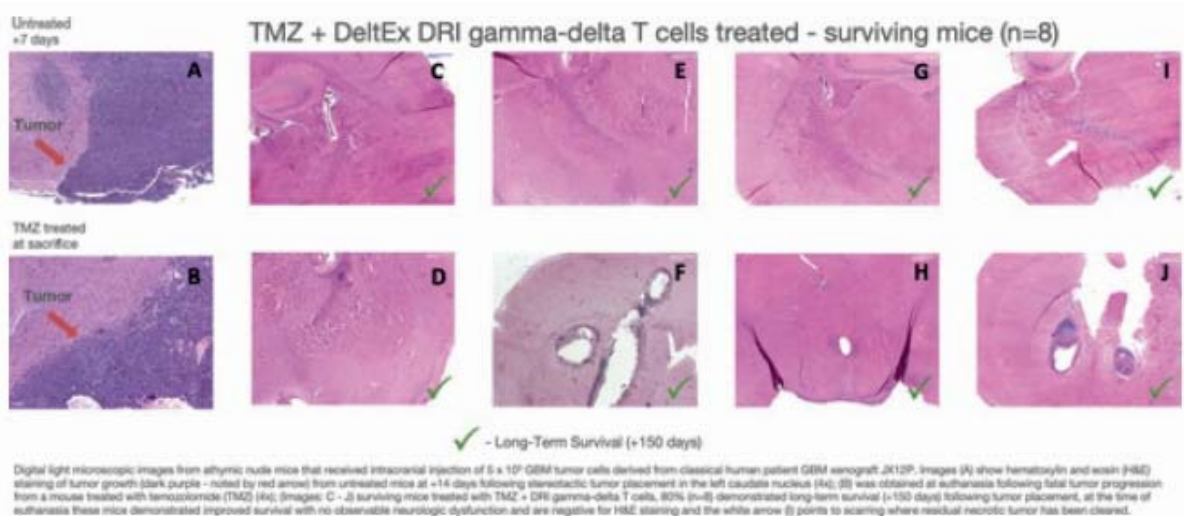 Untreated
+7 days
TMZ + DeltEx DRI gamma-delta T cells treated - surviving mice (n=8)
A
C
E
G
I
Tumor
TMZ treated
at sacrifice
B
D
F
H
J
Tumor
- Long-Term Survival (+150 days)
Digital light microscopic images from athymic nude mice that received intracranial injection of 5 x 10⁵ GBM tumor cells derived from classical human patient GBM xenograft JX12P. Images (A) show hematoxylin and eosin (H&E)
staining of tumor growth (dark purple - noted by red arrow) from untreated mice at +14 days following stereotactic tumor placement in the left caudate nucleus (4x); (B) was obtained at euthanasia following fatal tumor progression
from a mouse treated with temozolomide (TMZ) (4x); (Images: C - J) surviving mice treated with TMZ + DRI gamma-delta T cells, 80% (n=8) demonstrated long-term survival (>150 days) following tumor placement, at the time of
euthanasia these mice demonstrated improved survival with no observable neurologic dysfunction and are negative for H&E staining and the white arrow (I) points to scarring where residual necrotic tumor has been cleared.